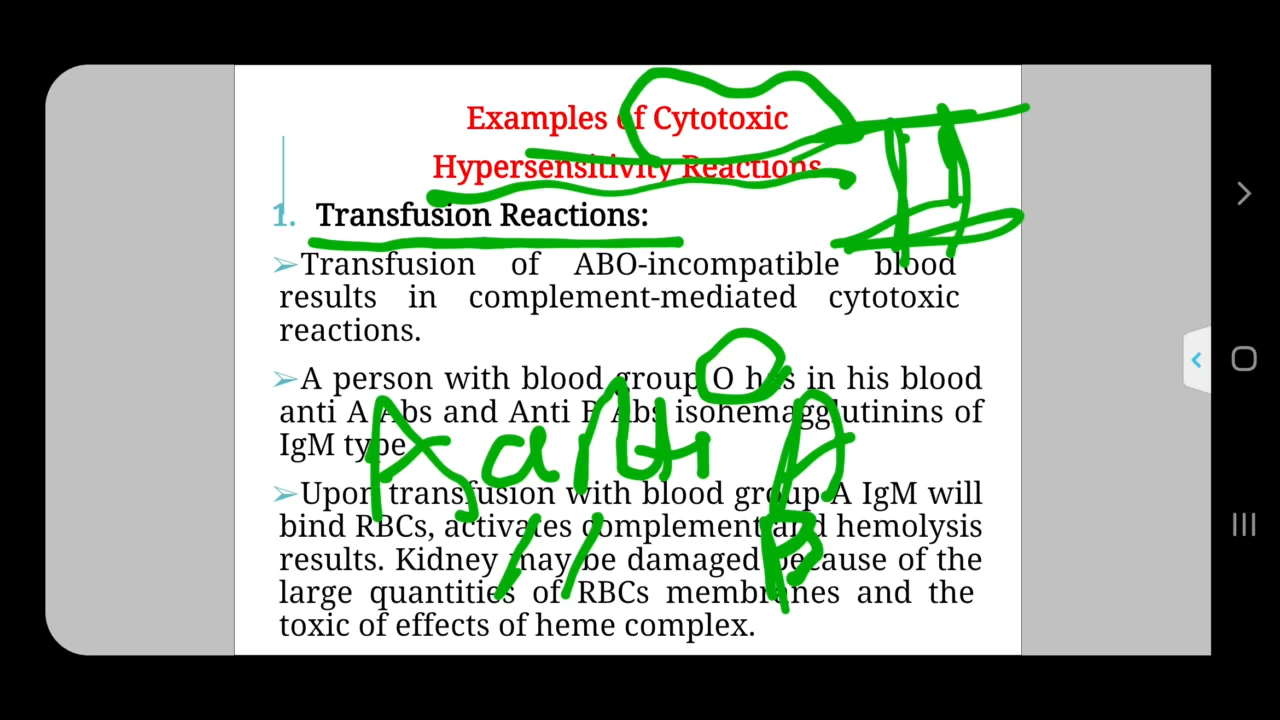 Examples of Cytotoxic
Hypersensitivity Reactions
II
1. Transfusion Reactions:
➢Transfusion of ABO-incompatible blood
results in complement-mediated cytotoxic
reactions.
➢A person with blood group O has in his blood
anti A Abs and Anti B Abs isohemagglutinins of
IgM type
A anti A
" B
➢Upon transfusion with blood group A IgM will
bind RBCs, activates complement and hemolysis
results. Kidney may be damaged because of the
large quantities of RBCs membranes and the
toxic of effects of heme complex.